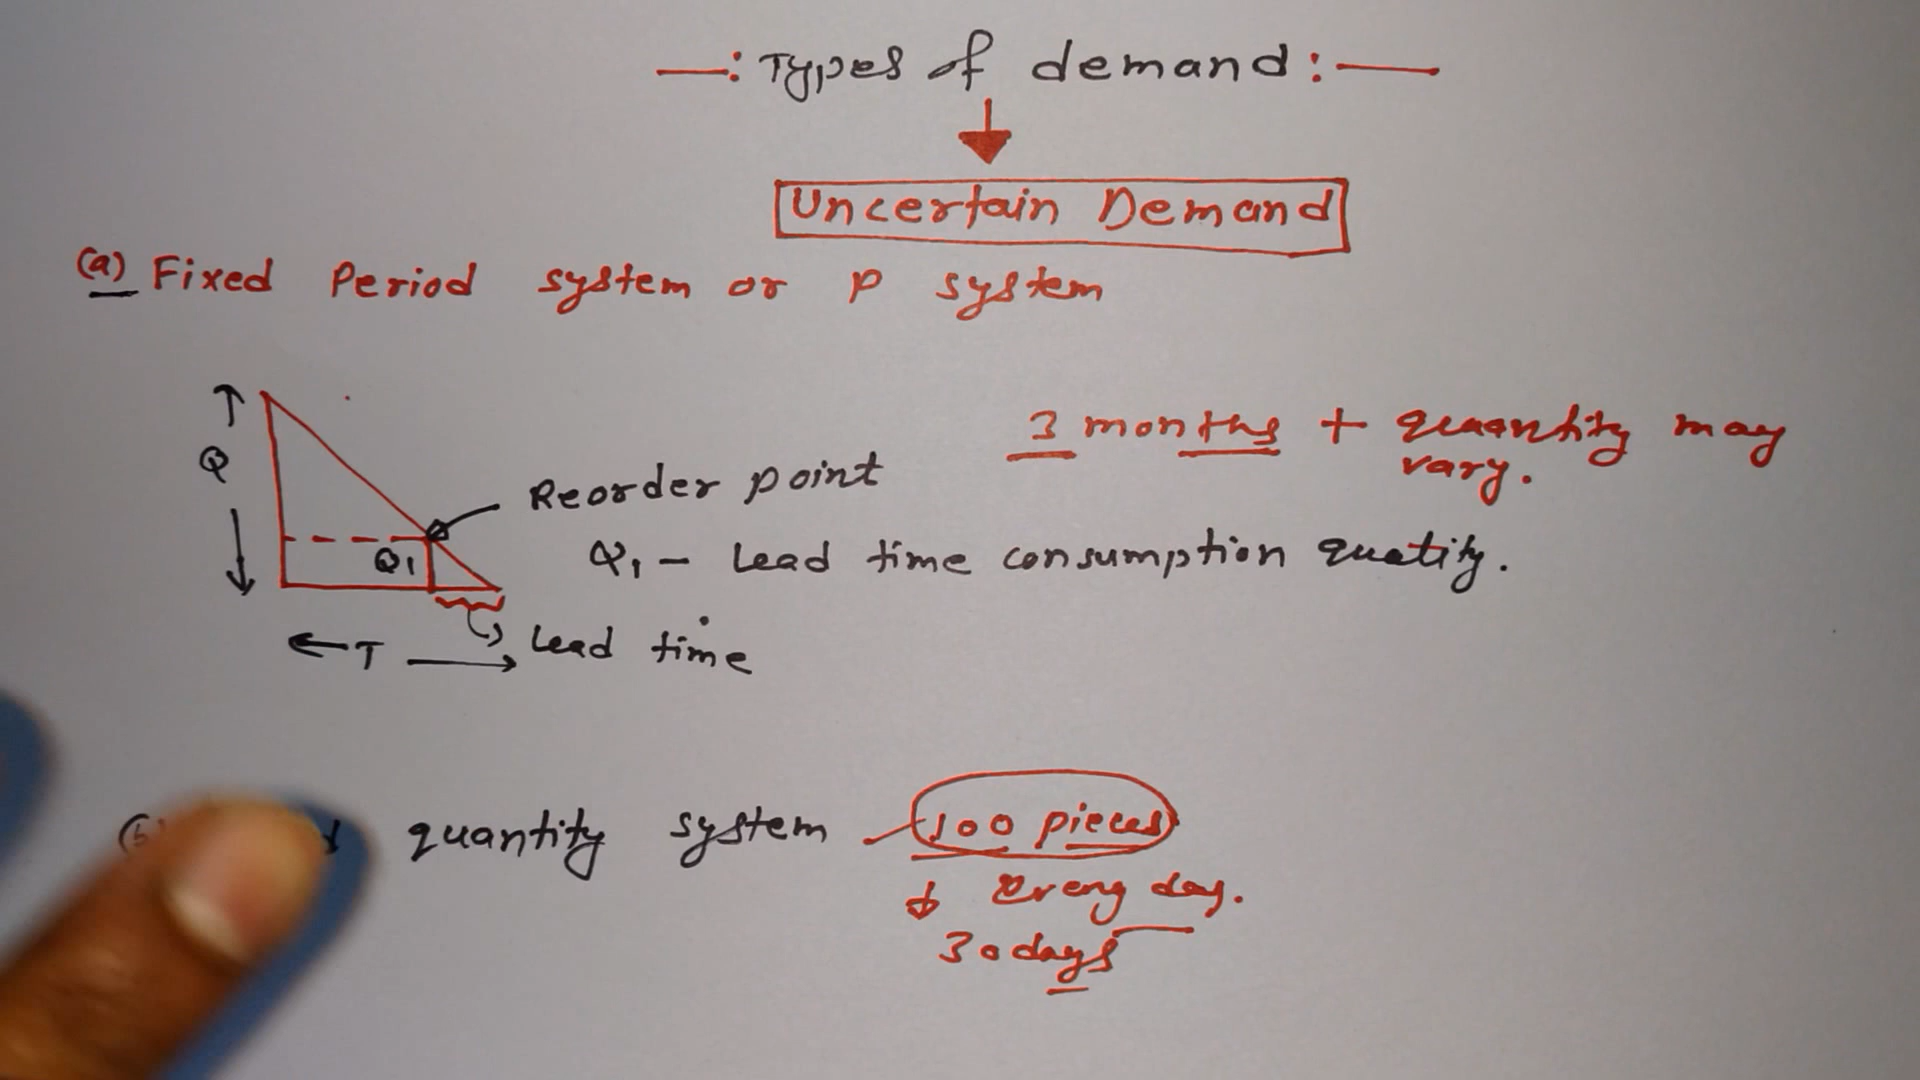 —: Types of demand :—
Uncertain Demand
(a) Fixed Period system or P system
Q
3 months + quantity may vary.
Reorder point
Q1
Q1 – Lead time consumption quatity.
T
Lead time
quantity system
100 pieces
day.
30 days